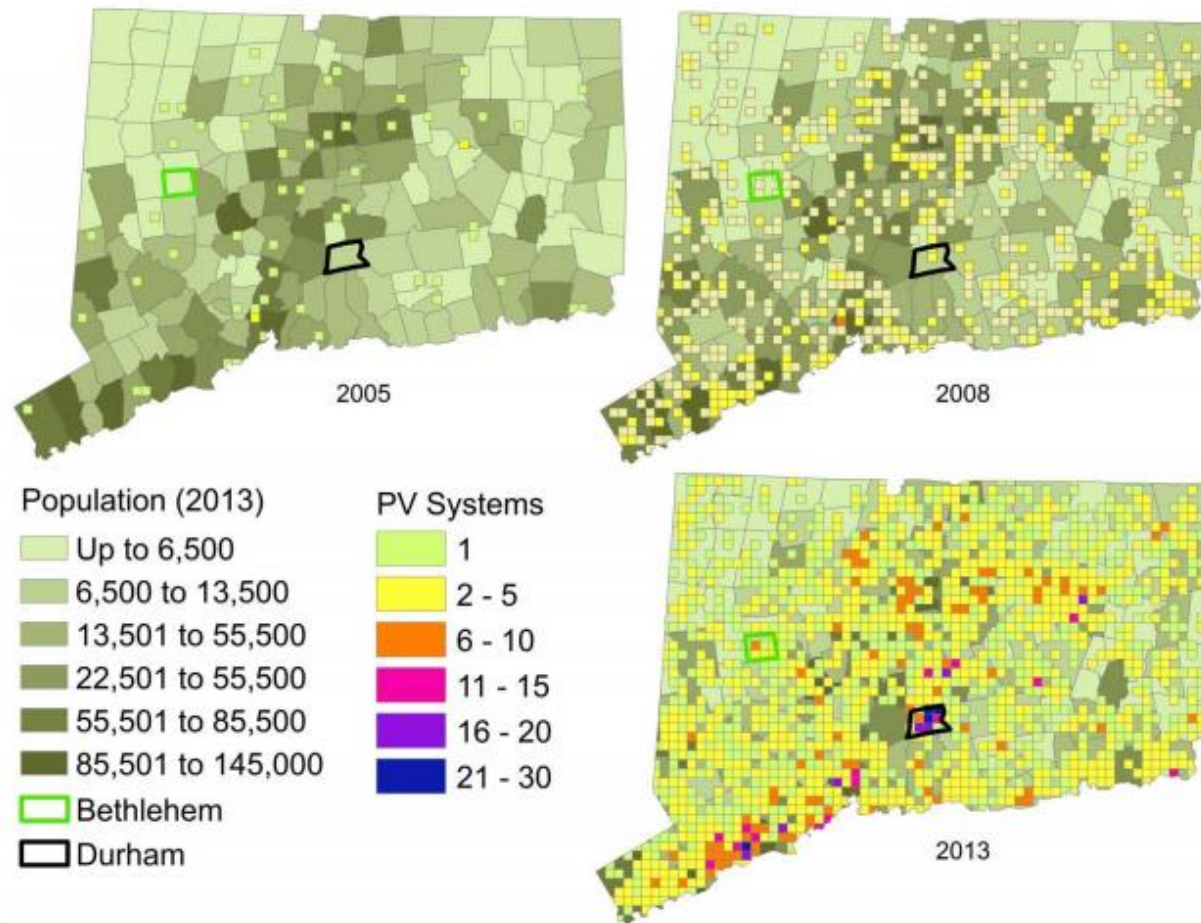 2005
2008
Population (2013)
Up to 6,500
6,500 to 13,500
13,501 to 55,500
22,501 to 55,500
55,501 to 85,500
85,501 to 145,000
Bethlehem
Durham
PV Systems
1
2 - 5
6 - 10
11 - 15
16 - 20
21 - 30
2013